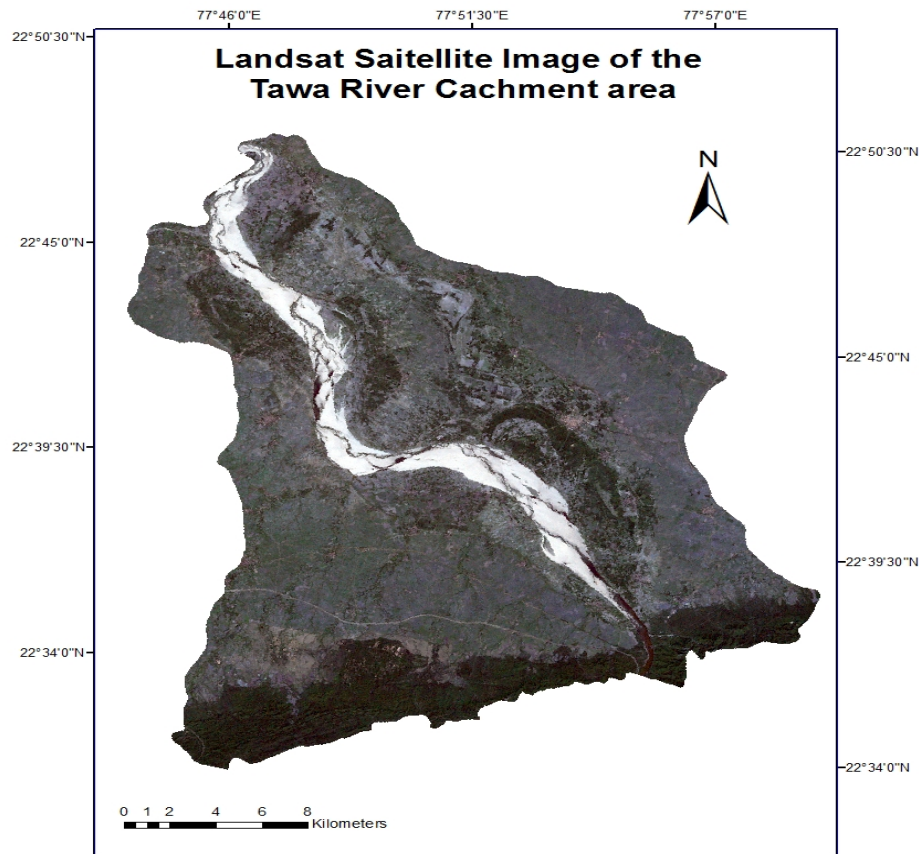 77°46'0"E 77°51'30"E 77°57'0"E
22°50'30"N
Landsat Saitellite Image of the
Tawa River Cachment area
22°50'30"N
N
22°45'0"N
22°45'0"N
22°39'30"N
22°39'30"N
22°34'0"N
22°34'0"N
0 1 2 4 6 8
Kilometers